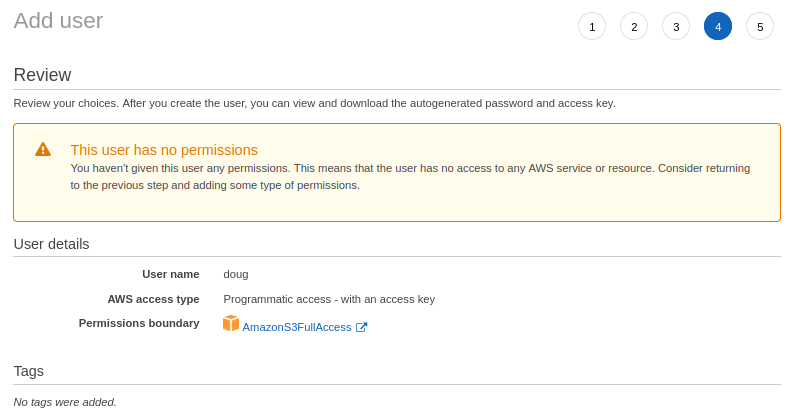 Add user
1 2 3 4 5
Review
Review your choices. After you create the user, you can view and download the autogenerated password and access key.
This user has no permissions
You haven't given this user any permissions. This means that the user has no access to any AWS service or resource. Consider returning
to the previous step and adding some type of permissions.
User details
User name doug
AWS access type Programmatic access - with an access key
Permissions boundary AmazonS3FullAccess
Tags
No tags were added.